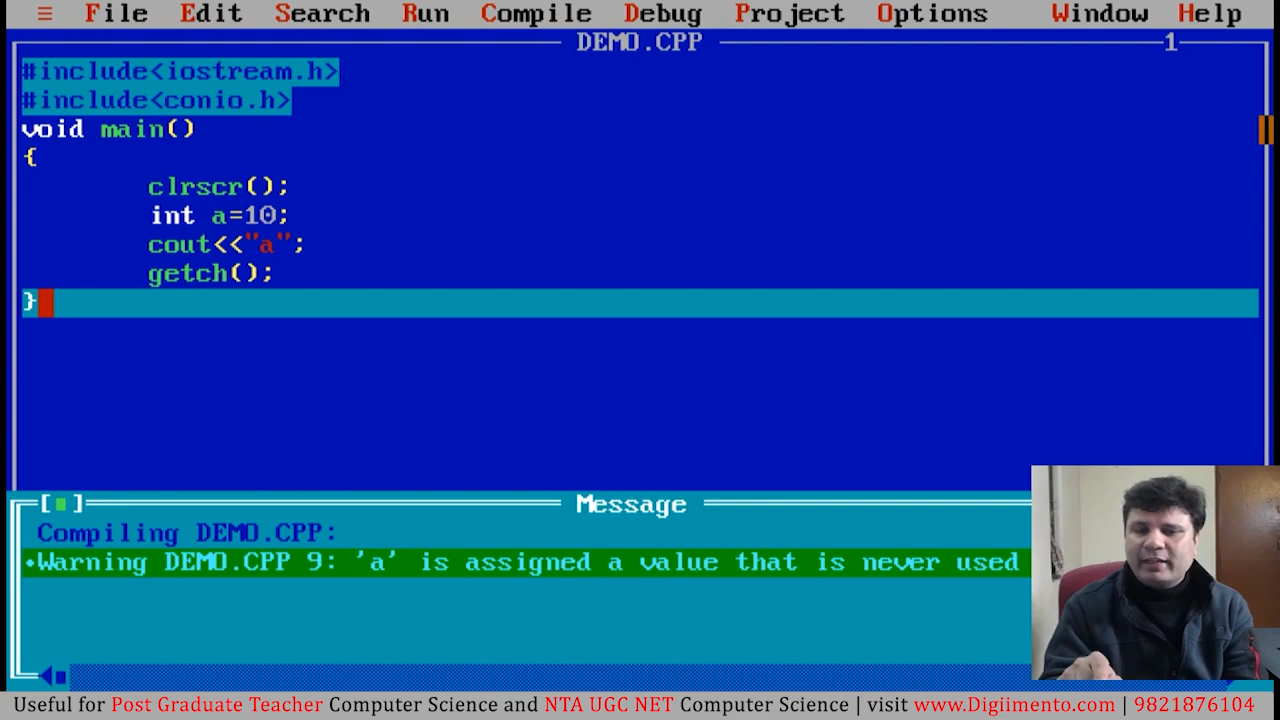 ≡ File Edit Search Run Compile Debug Project Options Window Help
DEMO.CPP 1
#include<iostream.h>
#include<conio.h>
void main()
{
clrscr();
int a=10;
cout<<"a";
getch();
}
[■] Message
Compiling DEMO.CPP:
•Warning DEMO.CPP 9: 'a' is assigned a value that is never used
Useful for Post Graduate Teacher Computer Science and NTA UGC NET Computer Science | visit www.Digiimento.com | 9821876104